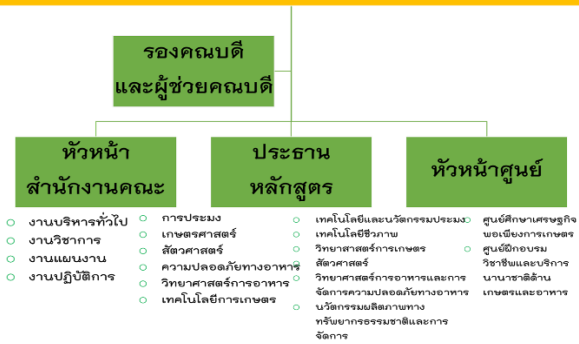 รองคณบดี
และผู้ช่วยคณบดี
หัวหน้า
สำนักงานคณะ
ประธาน
หลักสูตร
หัวหน้าศูนย์
งานบริหารทั่วไป
งานวิชาการ
งานแผนงาน
งานปฏิบัติการ
การประมง
เกษตรศาสตร์
สัตวศาสตร์
ความปลอดภัยทางอาหาร
วิทยาศาสตร์การอาหาร
เทคโนโลยีการเกษตร
เทคโนโลยีและนวัตกรรมประมง
เทคโนโลยีชีวภาพ
วิทยาสาสตร์การเกษตร
สัตวศาสตร์
วิทยาศาสตร์การอาหารและการ
จัดการความปลอดภัยทางอาหาร
นวัตกรรมผลิตภาพทาง
ทรัพยากรธรรมชาติและการ
จัดการ
ศูนย์ศึกษาเศรษฐกิจ
พอเพียงการเกษตร
ศูนย์ฝึกอบรม
วิชาชีพและบริการ
นานาชาติด้าน
เกษตรและอาหาร